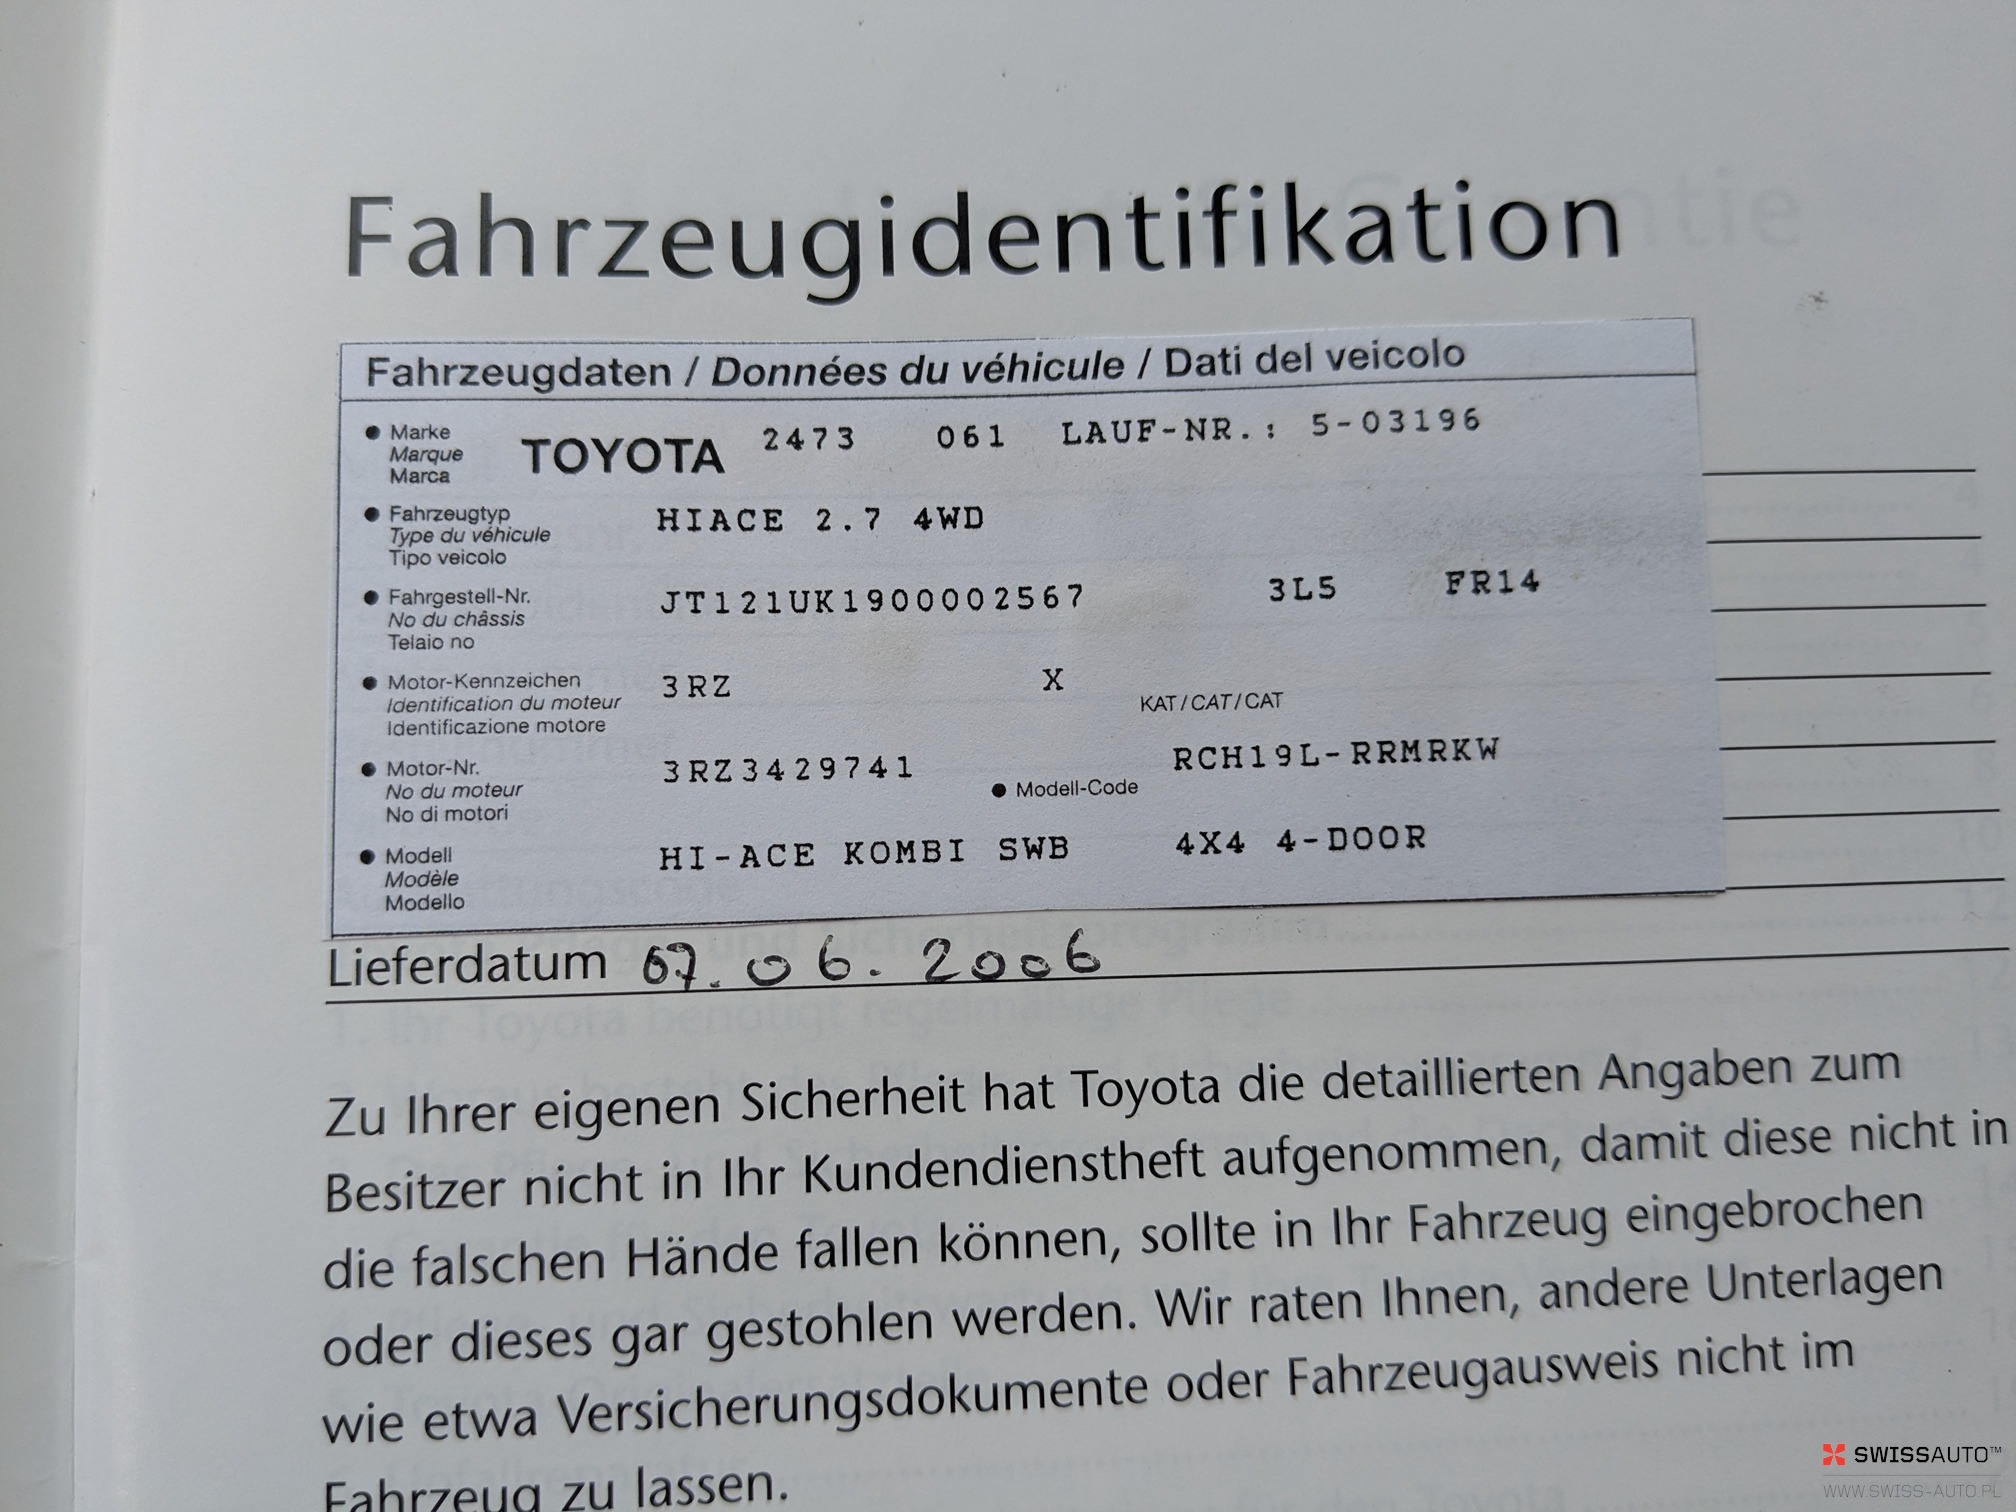 Fahrzeugidentifikation
Fahrzeugdaten / Données du véhicule / Dati del veicolo
● Marke
Marque
Marca
TOYOTA 2473 061 LAUF-NR.: 5-03196
● Fahrzeugtyp
Type du véhicule
Tipo veicolo
HIACE 2.7 4WD
● Fahrgestell-Nr.
No du châssis
Telaio no
JT121UK1900002567 3L5 FR14
● Motor-Kennzeichen
Identification du moteur
Identificazione motore
3RZ X KAT/CAT/CAT
● Motor-Nr.
No du moteur
No di motori
3RZ3429741 ● Modell-Code RCH19L-RRMRKW
● Modell
Modèle
Modello
HI-ACE KOMBI SWB 4X4 4-DOOR
Lieferdatum 07.06.2006
Zu Ihrer eigenen Sicherheit hat Toyota die detaillierten Angaben zum
Besitzer nicht in Ihr Kundendienstheft aufgenommen, damit diese nicht in
die falschen Hände fallen können, sollte in Ihr Fahrzeug eingebrochen
oder dieses gar gestohlen werden. Wir raten Ihnen, andere Unterlagen
wie etwa Versicherungsdokumente oder Fahrzeugausweis nicht im
Fahrzeug zu lassen.
SWISSAUTO™
WWW.SWISS-AUTO.PL